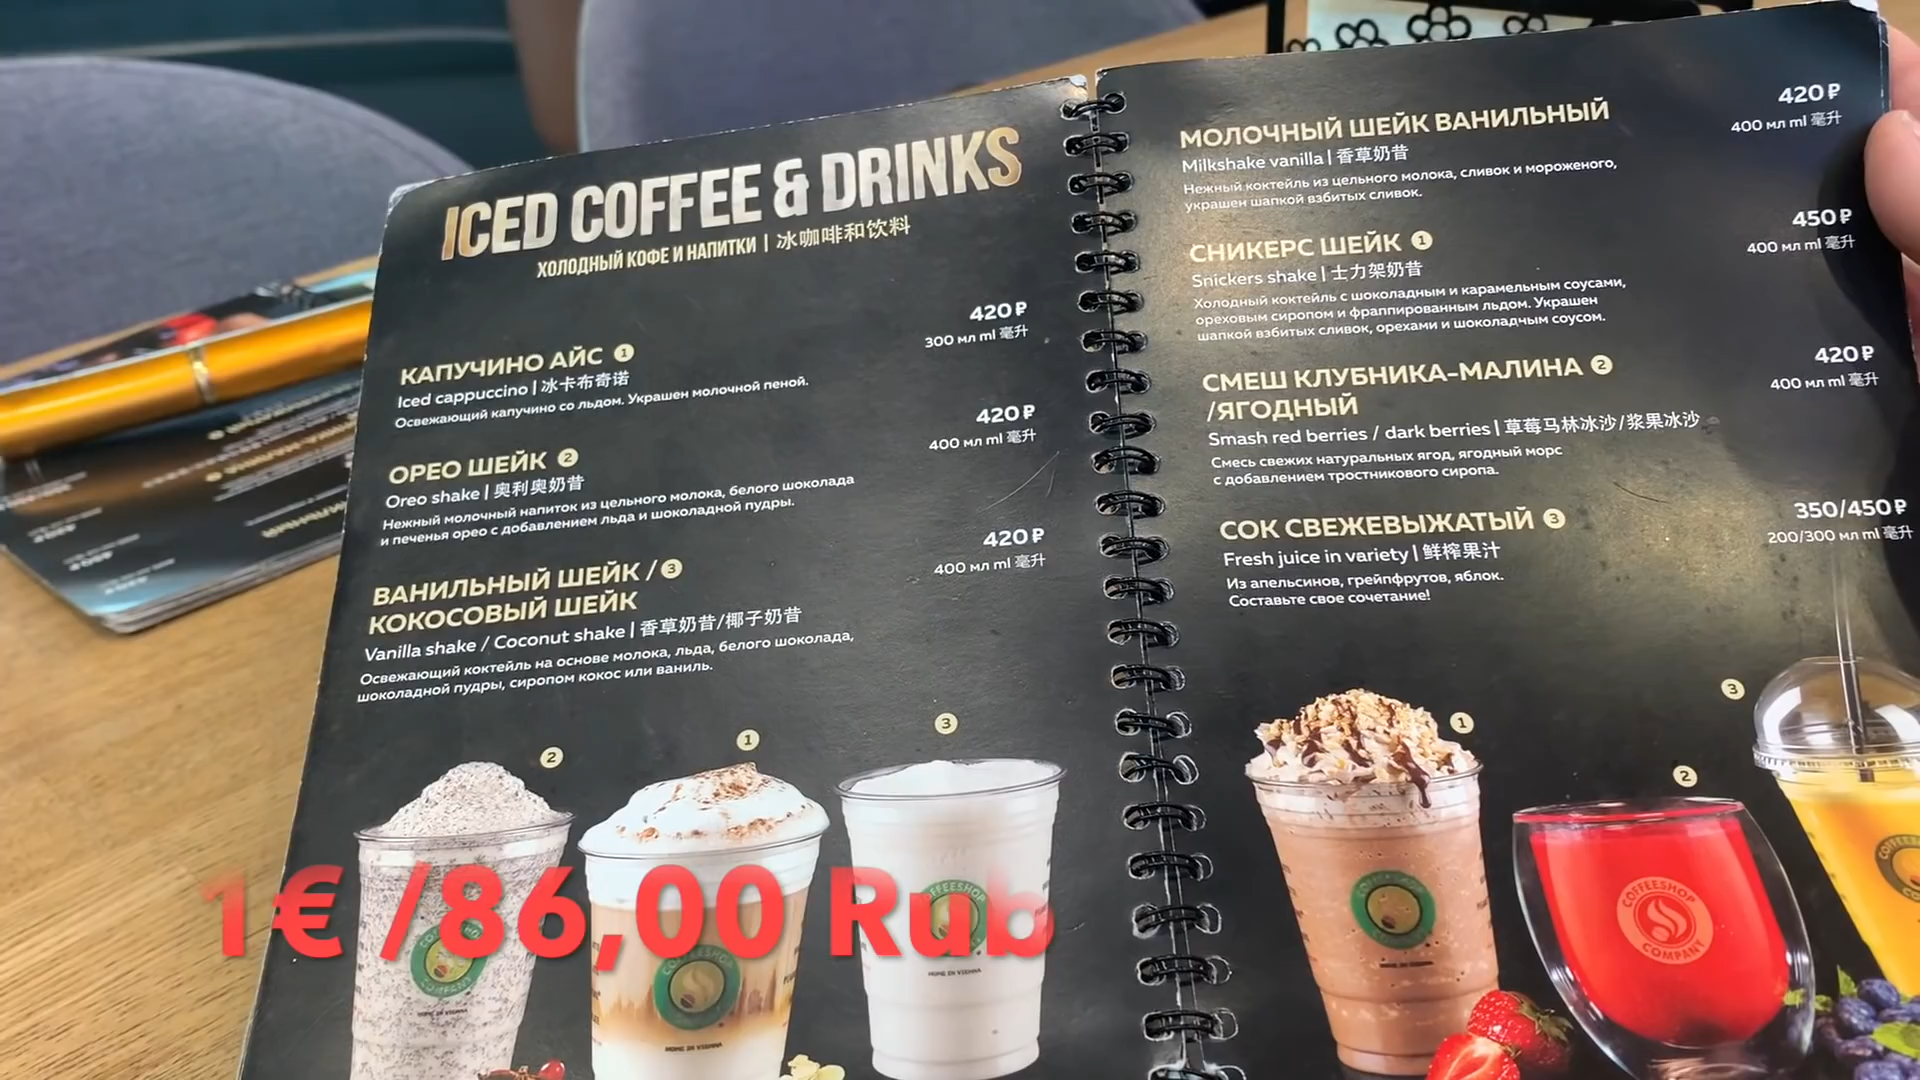 ICED COFFEE & DRINKS
ХОЛОДНЫЙ КОФЕ И НАПИТКИ | 冰咖啡和饮料
420 ₽
300 мл ml 毫升
КАПУЧИНО АЙС 1
Iced cappuccino | 冰卡布奇诺
Освежающий капучино со льдом. Украшен молочной пеной.
420 ₽
400 мл ml 毫升
ОРЕО ШЕЙК 2
Oreo shake | 奥利奥奶昔
Нежный молочный напиток из цельного молока, белого шоколада
и печенья орео с добавлением льда и шоколадной пудры.
420 ₽
400 мл ml 毫升
ВАНИЛЬНЫЙ ШЕЙК / 3
КОКОСОВЫЙ ШЕЙК
Vanilla shake / Coconut shake | 香草奶昔/椰子奶昔
Освежающий коктейль на основе молока, льда, белого шоколада,
шоколадной пудры, сиропом кокос или ваниль.
2
1
3
1€ /86,00 Rub
COFFEESHOP
COMPANY
HOME IN VIENNA
МОЛОЧНЫЙ ШЕЙК ВАНИЛЬНЫЙ
420 ₽
400 мл ml 毫升
Milkshake vanilla | 香草奶昔
Нежный коктейль из цельного молока, сливок и мороженого,
украшен шапкой взбитых сливок.
450 ₽
400 мл ml 毫升
СНИКЕРС ШЕЙК 1
Snickers shake | 士力架奶昔
Холодный коктейль с шоколадным и карамельным соусами,
ореховым сиропом и фраппированным льдом. Украшен
шапкой взбитых сливок, орехами и шоколадным соусом.
420 ₽
400 мл ml 毫升
СМЕШ КЛУБНИКА-МАЛИНА 2
/ЯГОДНЫЙ
Smash red berries / dark berries | 草莓马林冰沙/浆果冰沙
Смесь свежих натуральных ягод, ягодный морс
с добавлением тростникового сиропа.
350/450 ₽
200/300 мл ml 毫升
СОК СВЕЖЕВЫЖАТЫЙ 3
Fresh juice in variety | 鲜榨果汁
Из апельсинов, грейпфрутов, яблок.
Составьте свое сочетание!
1
2
3
COFFEESHOP
COMPANY